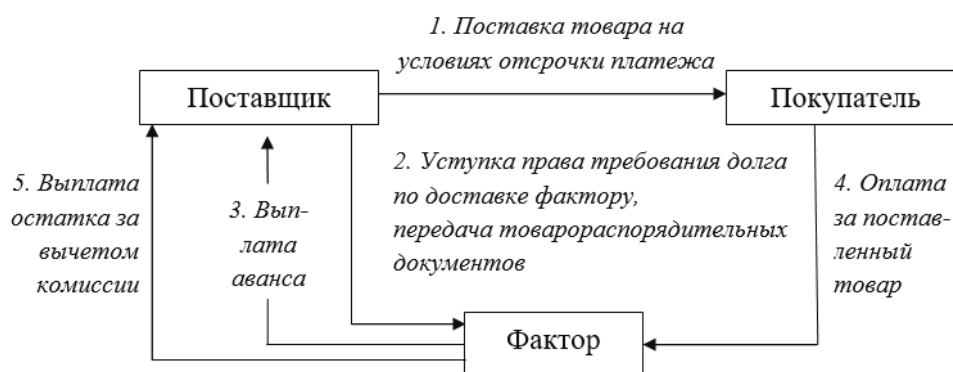 1. Поставка товара на
условиях отсрочки платежа
Поставщик
Покупатель
2. Уступка права требования долга
по доставке фактору,
передача товарораспорядительных
документов
5. Выплата
остатка за
вычетом
комиссии
3. Вып-
лата
аванса
4. Оплата
за постав-
ленный
товар
Фактор